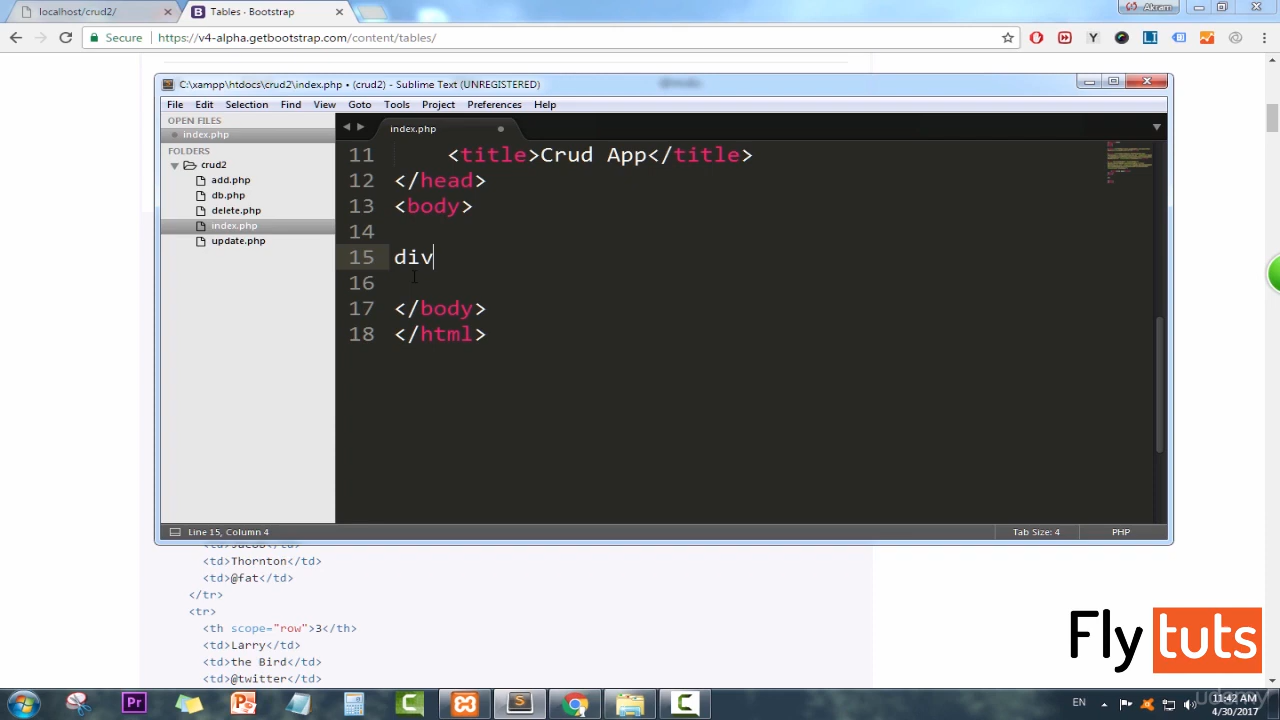 localhost/crud2/
Tables · Bootstrap
Akram
Secure
https://v4-alpha.getbootstrap.com/content/tables/
C:\xampp\htdocs\crud2\index.php • (crud2) - Sublime Text (UNREGISTERED)
File Edit Selection Find View Goto Tools Project Preferences Help
OPEN FILES
index.php
FOLDERS
crud2
add.php
db.php
delete.php
index.php
update.php
index.php
11 <title>Crud App</title>
12 </head>
13 <body>
14
15 div
16
17 </body>
18 </html>
Line 15, Column 4
Tab Size: 4
PHP
<td>Jacob</td>
<td>Thornton</td>
<td>@fat</td>
</tr>
<tr>
<th scope="row">3</th>
<td>Larry</td>
<td>the Bird</td>
<td>@twitter</td>
Fly tuts
EN
11:42 AM
4/30/2017
udemy